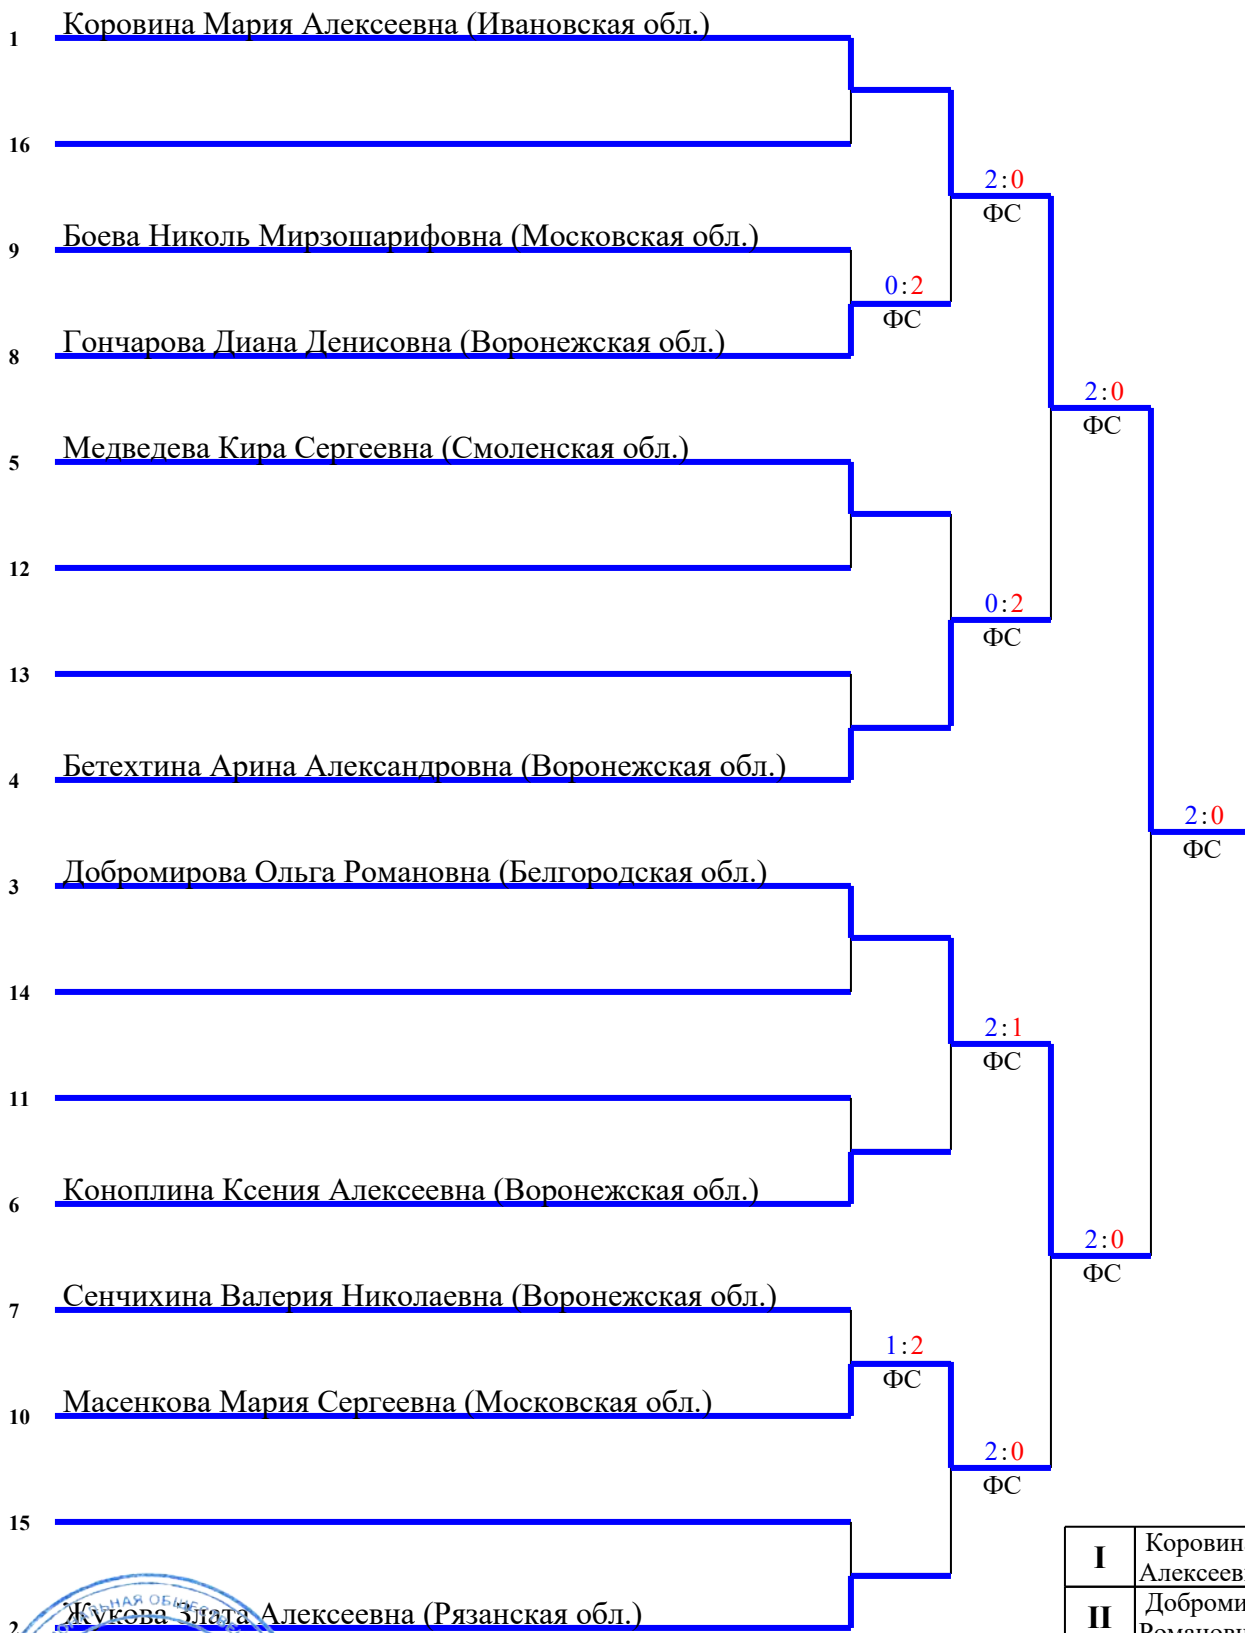 1 Коровина Мария Алексеевна (Ивановская обл.)
16
2:0
ФС
9 Боева Николь Мирзошарифовна (Московская обл.)
0:2
ФС
8 Гончарова Диана Денисовна (Воронежская обл.)
2:0
ФС
5 Медведева Кира Сергеевна (Смоленская обл.)
12
0:2
ФС
13
4 Бетехтина Арина Александровна (Воронежская обл.)
2:0
ФС
3 Добромирова Ольга Романовна (Белгородская обл.)
14
2:1
ФС
11
6 Коноплина Ксения Алексеевна (Воронежская обл.)
2:0
ФС
7 Сенчихина Валерия Николаевна (Воронежская обл.)
1:2
ФС
10 Масенкова Мария Сергеевна (Московская обл.)
2:0
ФС
15
I Коровин
Алексеев
2 Жукова Злата Алексеевна (Рязанская обл.)
II Доброми